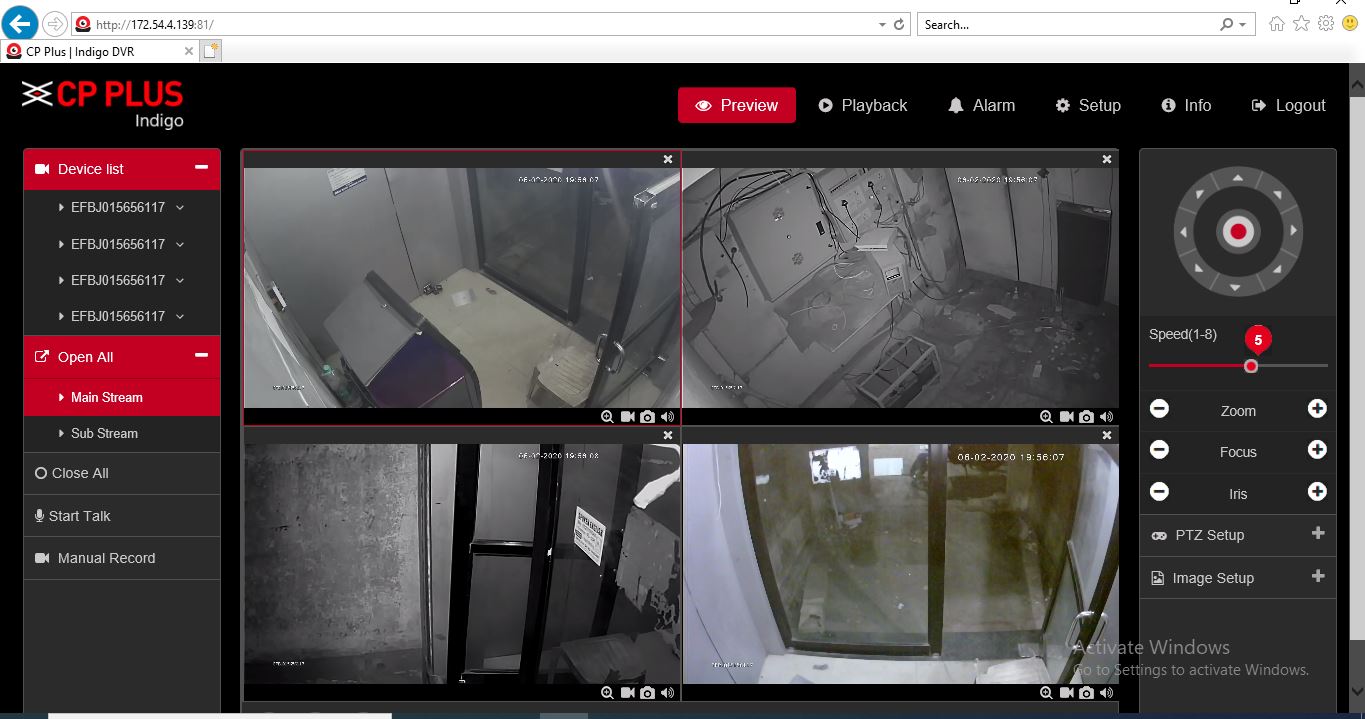 http://172.54.4.139:81/
Search...
CP Plus | Indigo DVR
CP PLUS
Indigo
Preview
Playback
Alarm
Setup
Info
Logout
Device list
EFBJ015656117
EFBJ015656117
EFBJ015656117
EFBJ015656117
Open All
Main Stream
Sub Stream
Close All
Start Talk
Manual Record
06-02-2020 19:56:07
06-02-2020 19:56:07
06-02-2020 19:56:08
06-02-2020 19:56:07
Speed(1-8)
5
Zoom
Focus
Iris
PTZ Setup
Image Setup
Activate Windows
Go to Settings to activate Windows.